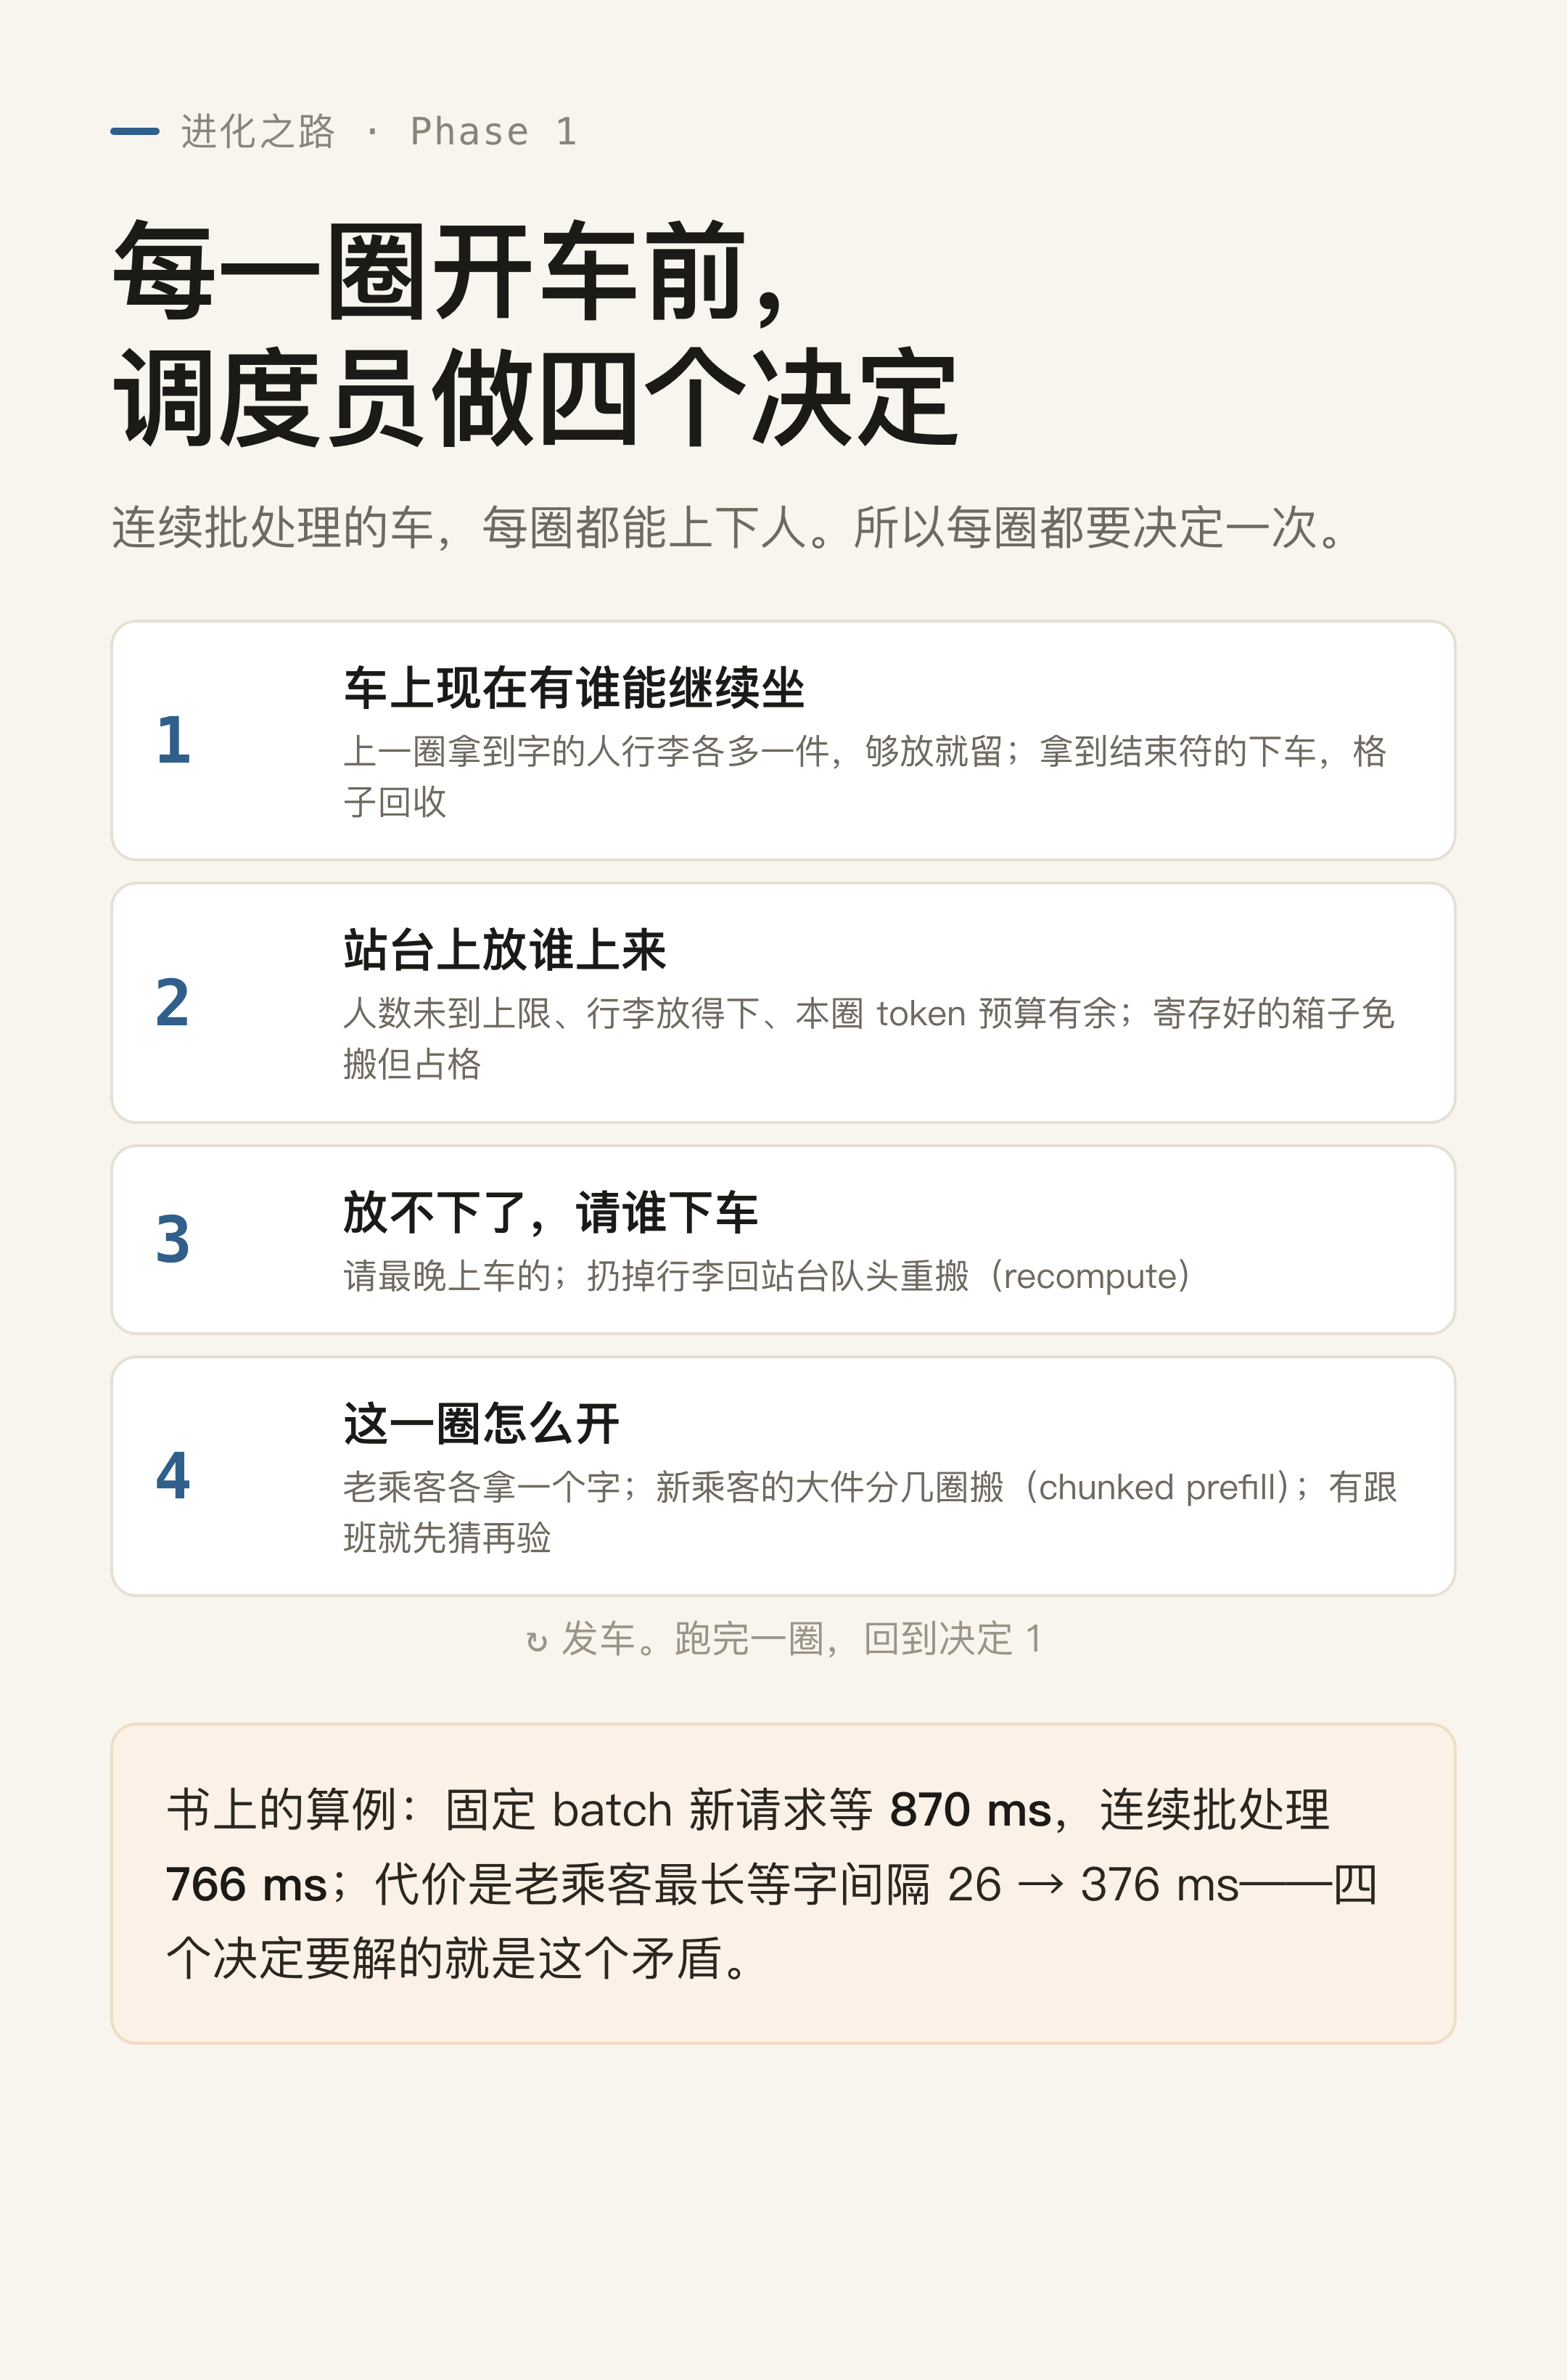 进化之路 · Phase 1
每一圈开车前，
调度员做四个决定
连续批处理的车，每圈都能上下人。所以每圈都要决定一次。
1
车上现在有谁能继续坐
上一圈拿到字的人行李各多一件，够放就留；拿到结束符的下车，格
子回收
2
站台上放谁上来
人数未到上限、行李放得下、本圈 token 预算有余；寄存好的箱子免
搬但占格
3
放不下了，请谁下车
请最晚上车的；扔掉行李回站台队头重搬（recompute）
4
这一圈怎么开
老乘客各拿一个字；新乘客的大件分几圈搬（chunked prefill）；有跟
班就先猜再验
↻ 发车。跑完一圈，回到决定 1
书上的算例：固定 batch 新请求等 870 ms，连续批处理
766 ms；代价是老乘客最长等字间隔 26 → 376 ms——四
个决定要解的就是这个矛盾。